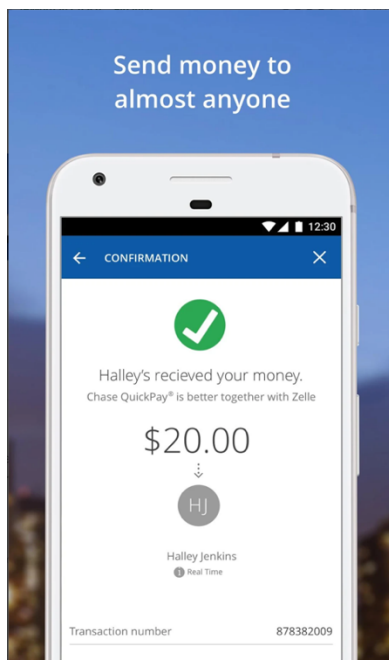 Send money to
almost anyone
12:30
CONFIRMATION
Halley's recieved your money.
Chase QuickPay® is better together with Zelle
$20.00
HJ
Halley Jenkins
Real Time
Transaction number 878382009